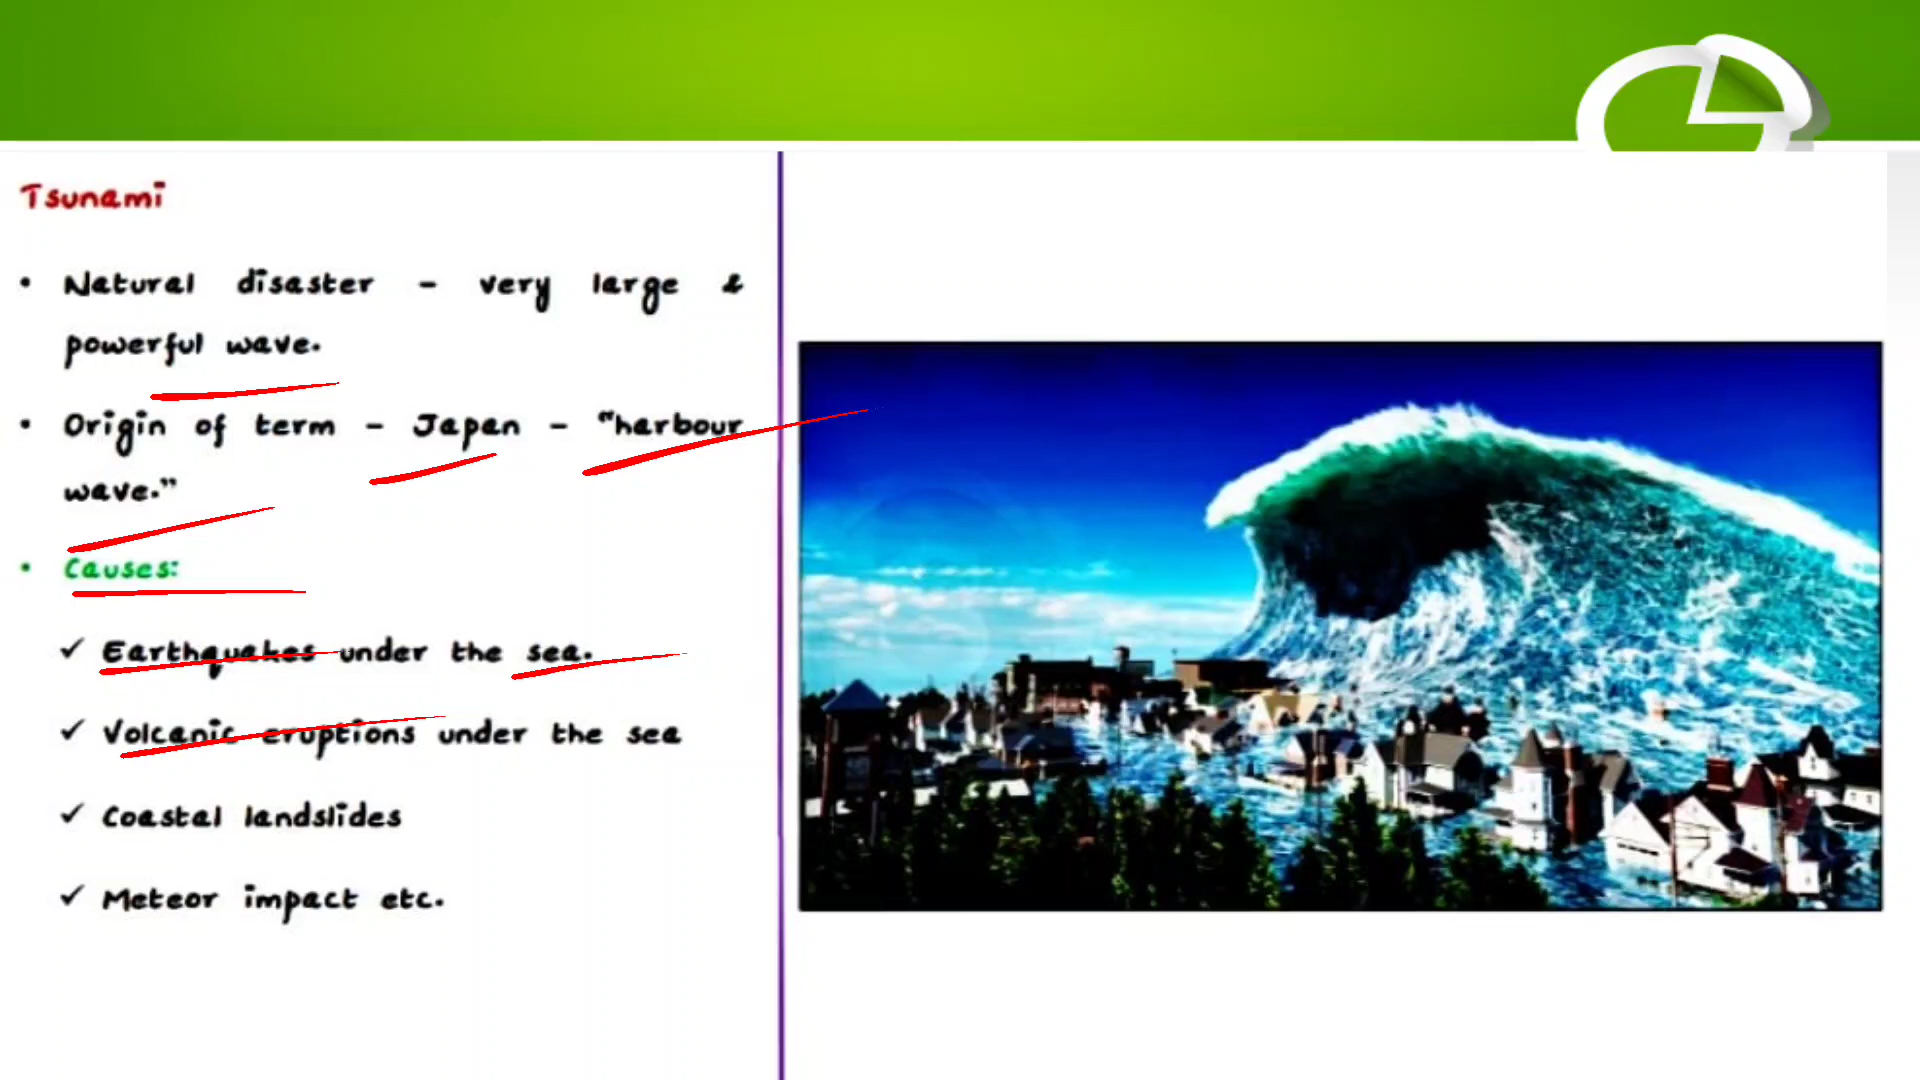 Tsunami
• Natural disaster - very large &
powerful wave.
• Origin of term - Japan - "harbour
wave."
• Causes:
✓ Earthquakes under the sea.
✓ Volcanic eruptions under the sea
✓ Coastal landslides
✓ Meteor impact etc.